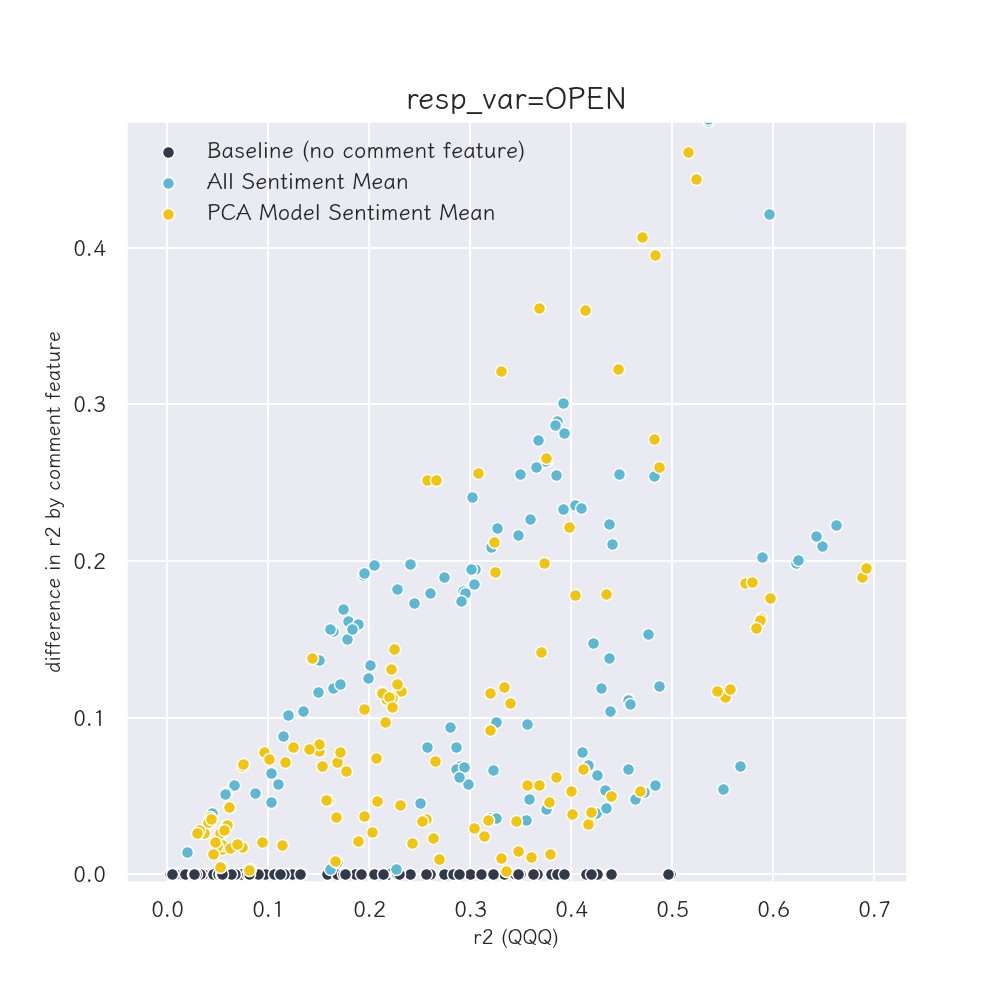 resp_var=OPEN
Baseline (no comment feature)
All Sentiment Mean
PCA Model Sentiment Mean
difference in r2 by comment feature
0.4
0.3
0.2
0.1
0.0
0.0 0.1 0.2 0.3 0.4 0.5 0.6 0.7
r2 (QQQ)